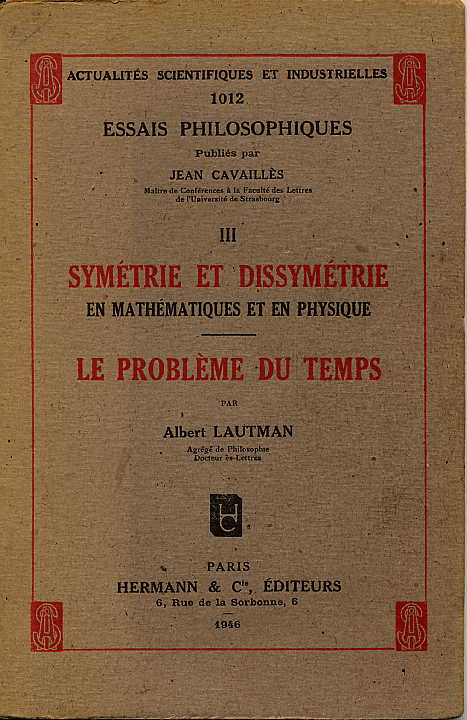 ACTUALITÉS SCIENTIFIQUES ET INDUSTRIELLES
1012
ESSAIS PHILOSOPHIQUES
Publiés par
JEAN CAVAILLÈS
Maître de Conférences à la Faculté des Lettres
de l'Université de Strasbourg
III
SYMÉTRIE ET DISSYMÉTRIE
EN MATHÉMATIQUES ET EN PHYSIQUE
LE PROBLÈME DU TEMPS
PAR
Albert LAUTMAN
Agrégé de Philosophie
Docteur ès-Lettres
HC
PARIS
HERMANN & Cie, ÉDITEURS
6, Rue de la Sorbonne, 6
1946